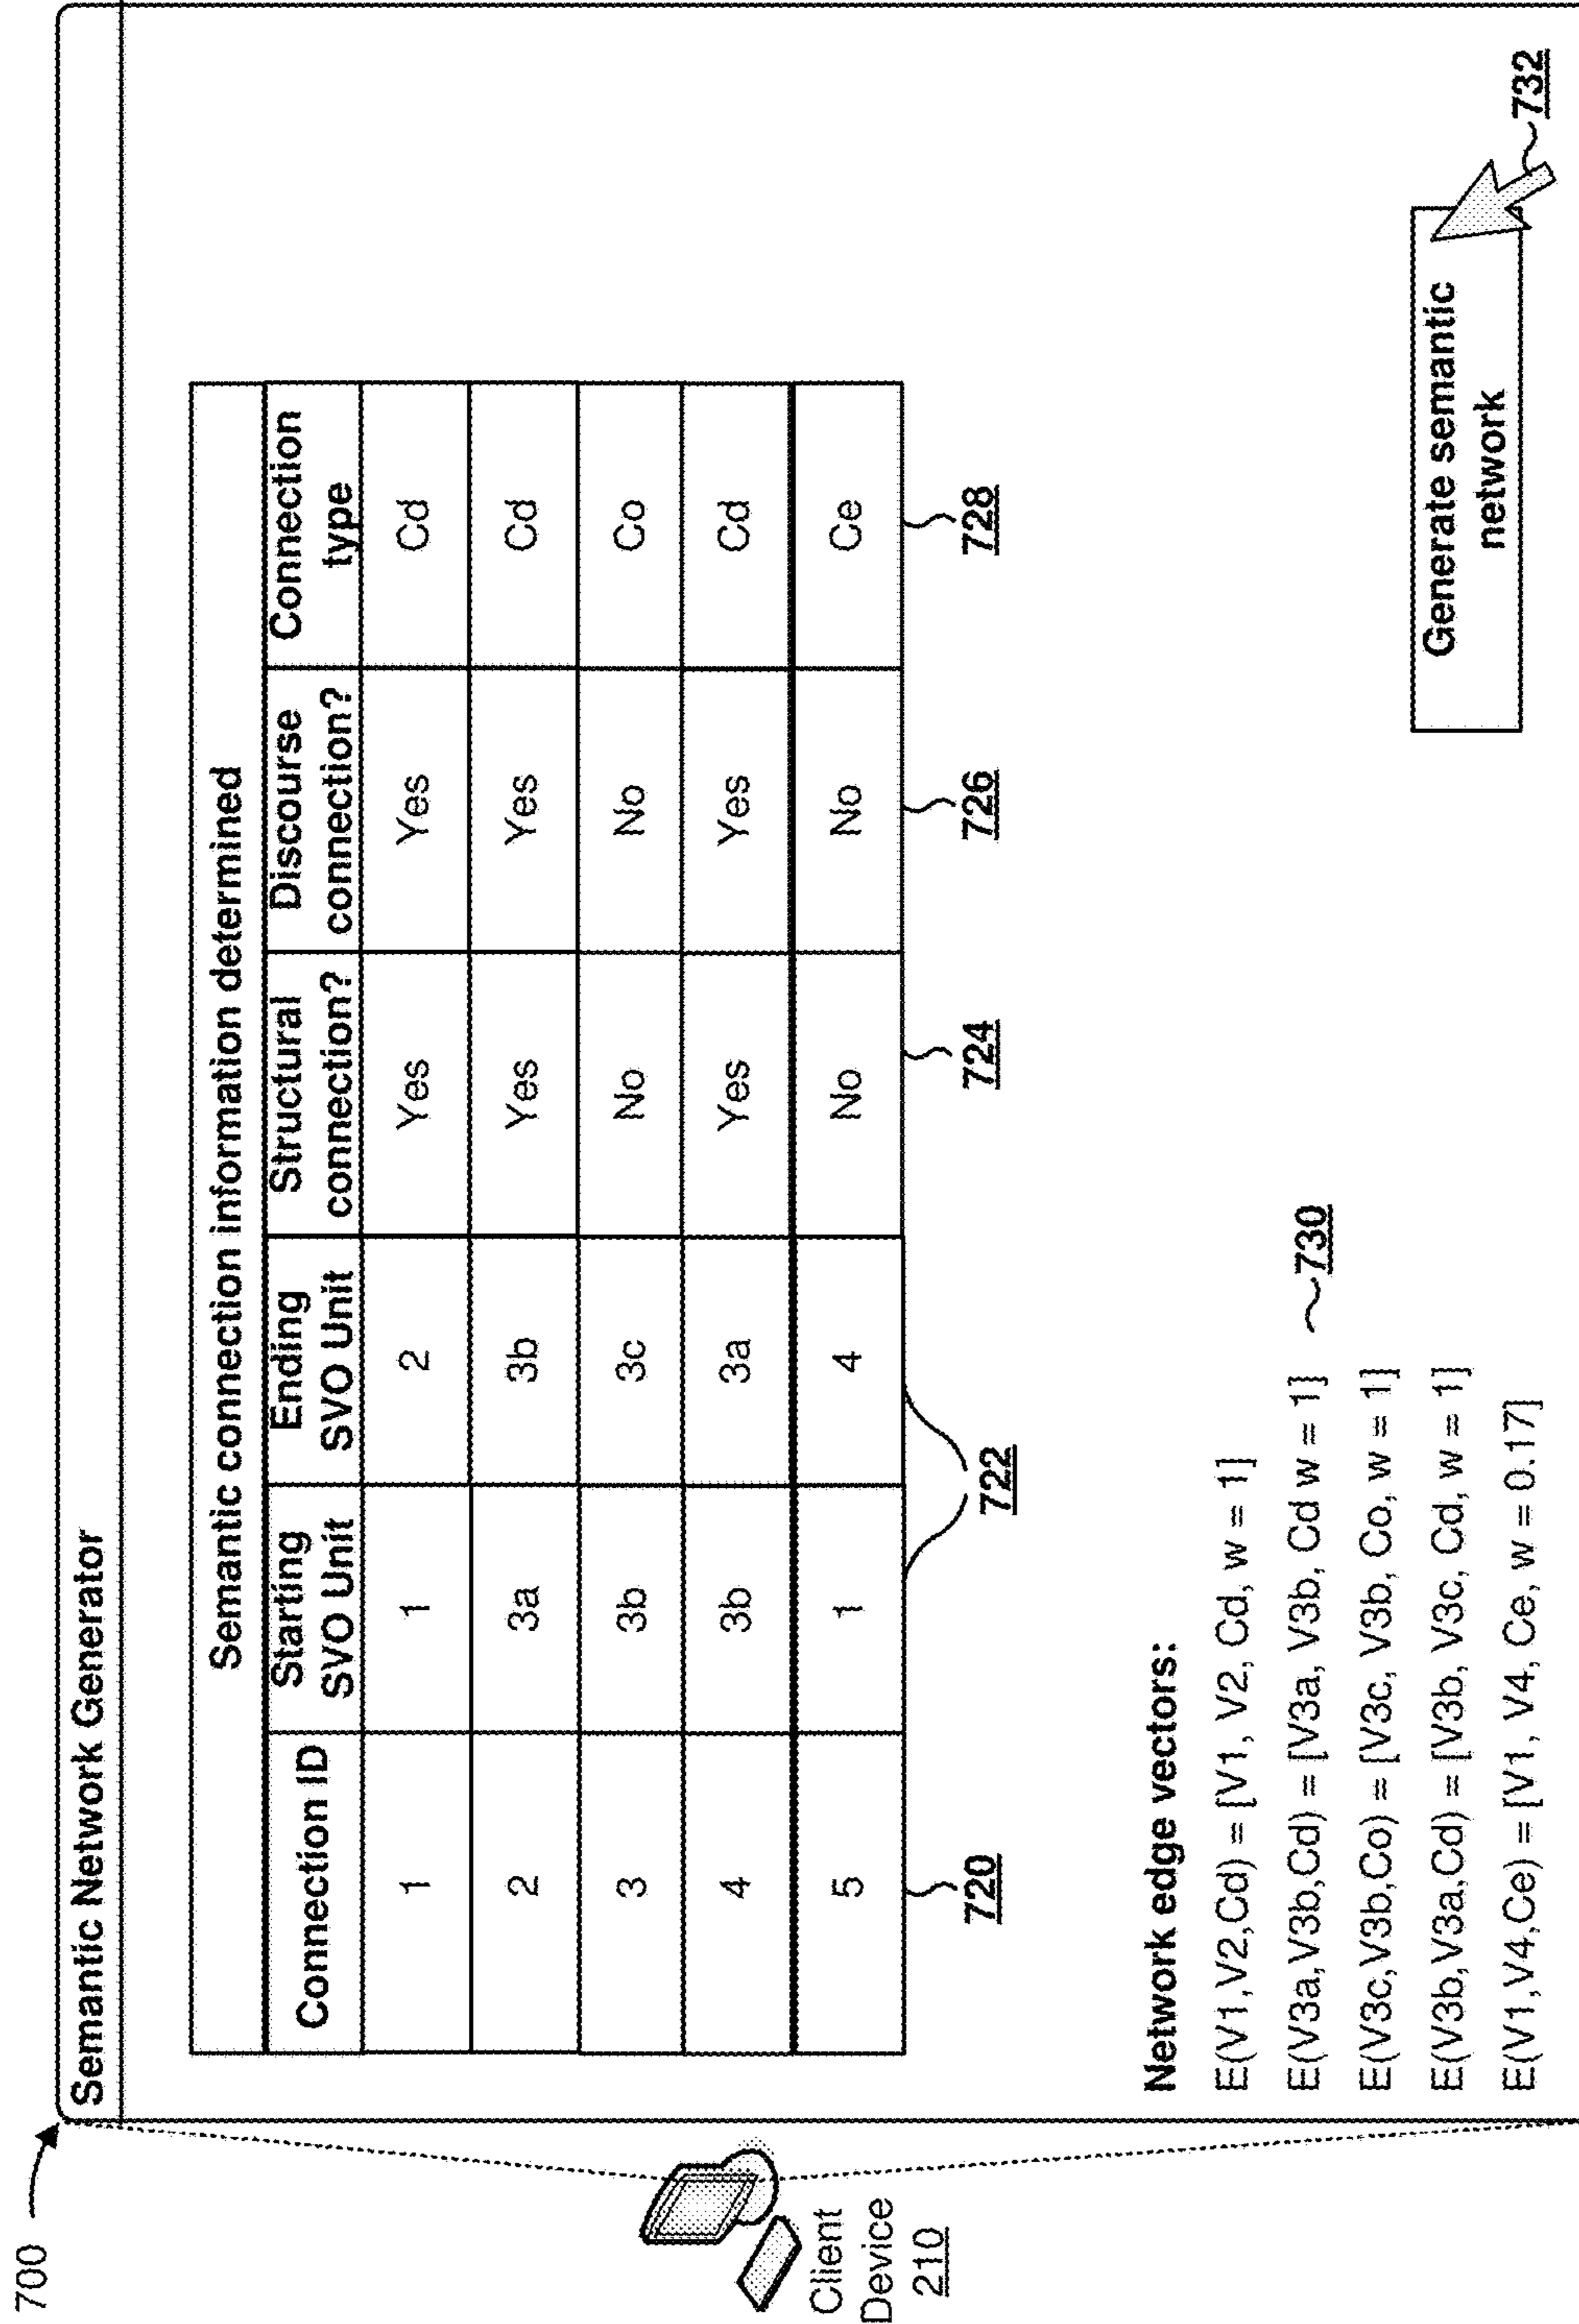 700
Client
Device
210
Semantic Network Generator
Semantic connection information determined
Connection ID Starting SVO Unit Ending SVO Unit Structural connection? Discourse connection? Connection type
1 1 2 Yes Yes Cd
2 3a 3b Yes Yes Cd
3 3b 3c No No Co
4 3b 3a Yes Yes Cd
5 1 4 No No Ce
720 722 724 726 728
Network edge vectors:
E(V1,V2,Cd) = [V1, V2, Cd, w = 1]
E(V3a,V3b,Cd) = [V3a, V3b, Cd w = 1] 730
E(V3c,V3b,Co) = [V3c, V3b, Co, w = 1]
E(V3b,V3a,Cd) = [V3b, V3c, Cd, w = 1]
E(V1,V4,Ce) = [V1, V4, Ce, w = 0.17]
Generate semantic
network
732